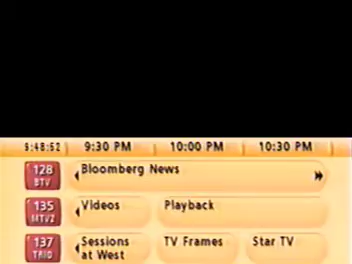 9:48:52 9:30 PM 10:00 PM 10:30 PM
128 BTV Bloomberg News
135 MTV2 Videos Playback
137 TRIO Sessions at West TV Frames Star TV